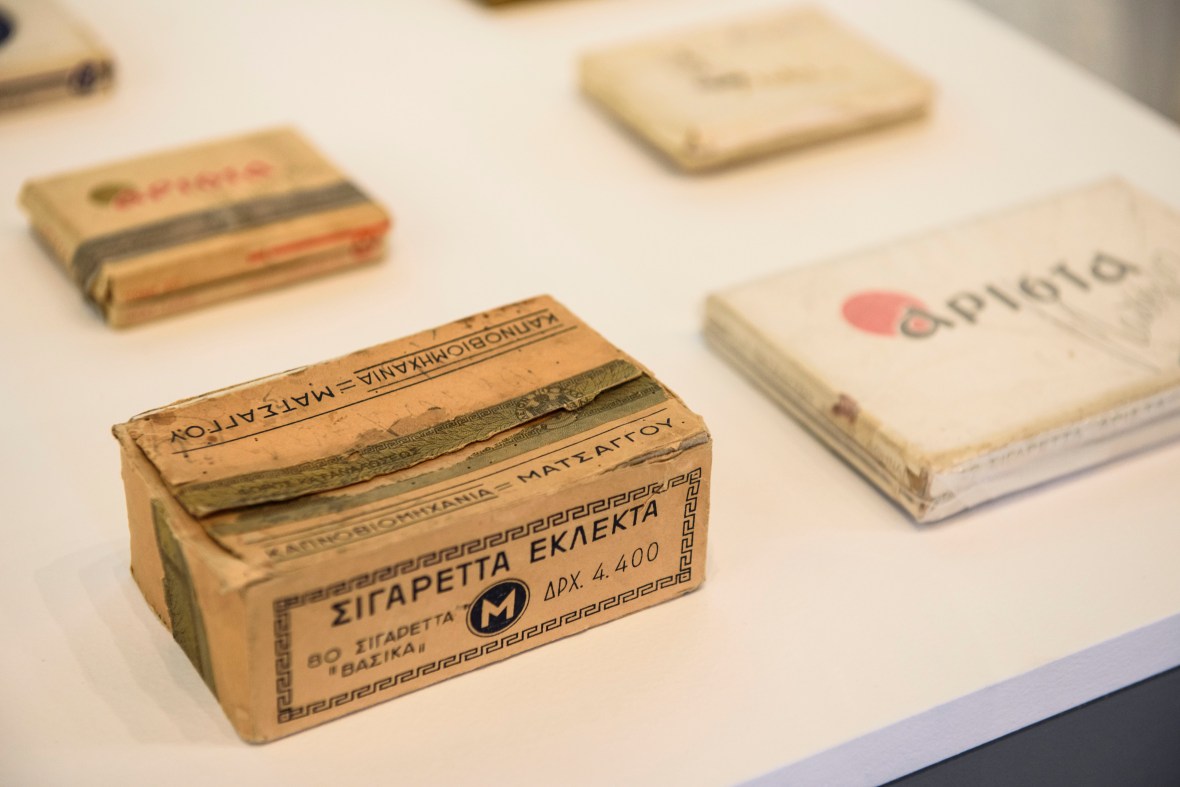 ΚΑΠΝΟΒΙΟΜΗΧΑΝΙΑ = ΜΑΤΣΑΓΓΟΥ
ΚΑΠΝΟΒΙΟΜΗΧΑΝΙΑ = ΜΑΤΣΑΓΓΟΥ
ΣΙΓΑΡΕΤΤΑ ΕΚΛΕΚΤΑ
80 ΣΙΓΑΡΕΤΤΑ Μ ΔΡΧ. 4.400
"ΒΑΣΙΚΑ"
αριστα
αριστα